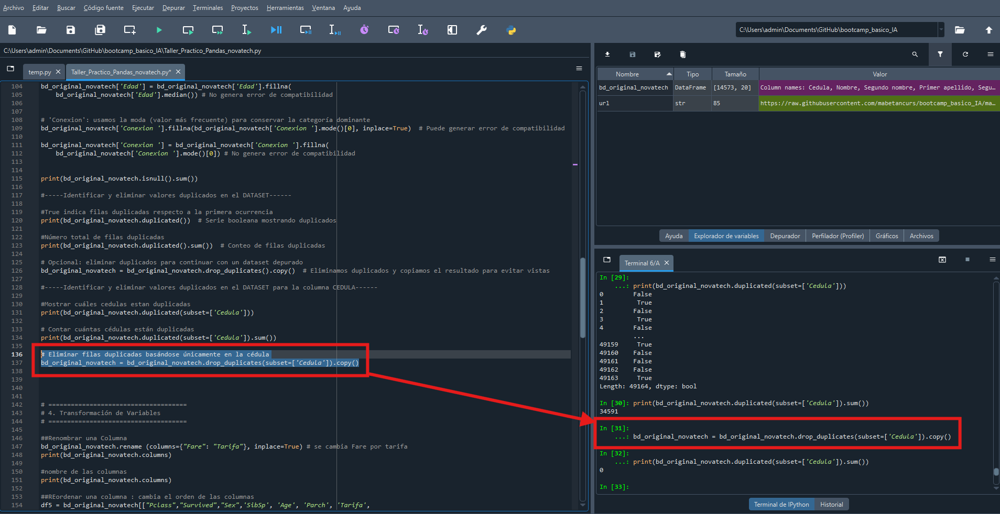 Archivo Editar Buscar Código fuente Ejecutar Depurar Terminales Proyectos Herramientas Ventana Ayuda
C:\Users\admin\Documents\GitHub\bootcamp_basico_IA
C:\Users\admin\Documents\GitHub\bootcamp_basico_IA\Taller_Practico_Pandas_novatech.py
temp.py
Taller_Practico_Pandas_novatech.py*
104 bd_original_novatech['Edad'] = bd_original_novatech['Edad'].fillna(
105     bd_original_novatech['Edad'].median()) # No genera error de compatibilidad
106
107
108 # 'Conexion': usamos la moda (valor más frecuente) para conservar la categoría dominante
109 bd_original_novatech['Conexion '].fillna(bd_original_novatech['Conexion '].mode()[0], inplace=True)  # Puede generar error de compatibilidad
110
111 bd_original_novatech['Conexion '] = bd_original_novatech['Conexion '].fillna(
112     bd_original_novatech['Conexion '].mode()[0]) # No genera error de compatibilidad
113
114
115 print(bd_original_novatech.isnull().sum())
116
117 #-----Identificar y eliminar valores duplicados en el DATASET------
118
119 #True indica filas duplicadas respecto a la primera ocurrencia
120 print(bd_original_novatech.duplicated())  # Serie booleana mostrando duplicados
121
122 #Número total de filas duplicadas
123 print(bd_original_novatech.duplicated().sum())  # Conteo de filas duplicadas
124
125 # Opcional: eliminar duplicados para continuar con un dataset depurado
126 bd_original_novatech = bd_original_novatech.drop_duplicates().copy()  # Eliminamos duplicados y copiamos el resultado para evitar vistas
127
128 #-----Identificar y eliminar valores duplicados en el DATASET para la columna CEDULA------
129
130 #Mostrar cuáles cedulas estan duplicadas
131 print(bd_original_novatech.duplicated(subset=['Cedula']))
132
133 # Contar cuántas cédulas están duplicadas
134 print(bd_original_novatech.duplicated(subset=['Cedula']).sum())
135
136 # Eliminar filas duplicadas basándose únicamente en la cédula
137 bd_original_novatech = bd_original_novatech.drop_duplicates(subset=['Cedula']).copy()
138
139
140
141
142 # =====================================
143 # 4. Transformación de Variables
144 # =====================================
145
146 ##Renombrar una Columna
147 bd_original_novatech.rename (columns={"Fare": "Tarifa"}, inplace=True) # se cambia Fare por tarifa
148 print(bd_original_novatech.columns)
149
150 #nombre de las columnas
151 print(bd_original_novatech.columns)
152
153 ##REordenar una columna : cambia el orden de las columnas
154 df5 = bd_original_novatech[["Pclass","Survived","Sex",'SibSp', 'Age', 'Parch', 'Tarifa',
Nombre Tipo Tamaño Valor
bd_original_novatech DataFrame [14573, 20] Column names: Cedula, Nombre, Segundo nombre, Primer apellido, Segu…
url str 85 https://raw.githubusercontent.com/mabetancurs/bootcamp_basico_IA/ma…
Ayuda Explorador de variables Depurador Perfilador (Profiler) Gráficos Archivos
Terminal 6/A
In [29]:
    ...: print(bd_original_novatech.duplicated(subset=['Cedula']))
0        False
1         True
2        False
3         True
4        False
         ...
49159     True
49160    False
49161    False
49162    False
49163     True
Length: 49164, dtype: bool
In [30]: print(bd_original_novatech.duplicated(subset=['Cedula']).sum())
34591
In [31]:
    ...: bd_original_novatech = bd_original_novatech.drop_duplicates(subset=['Cedula']).copy()
In [32]:
    ...: print(bd_original_novatech.duplicated(subset=['Cedula']).sum())
0
In [33]:
Terminal de IPython Historial